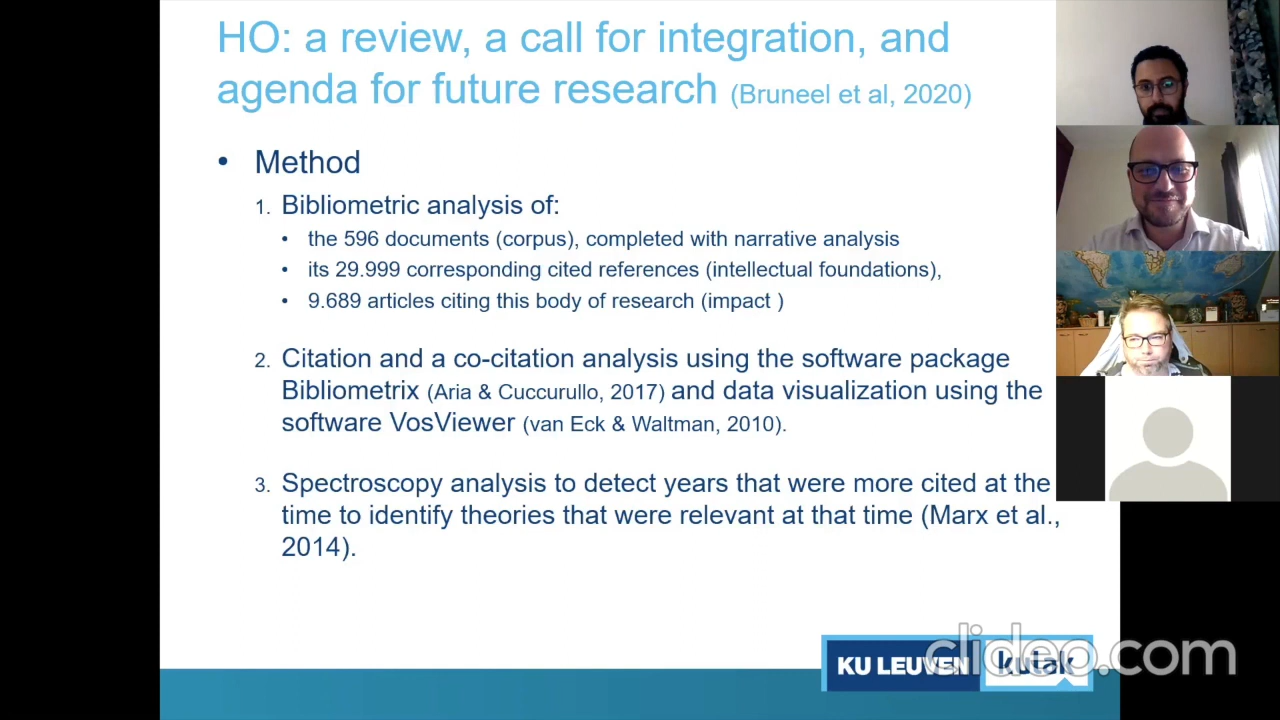 HO: a review, a call for integration, and
agenda for future research (Bruneel et al, 2020)
• Method
1. Bibliometric analysis of:
• the 596 documents (corpus), completed with narrative analysis
• its 29.999 corresponding cited references (intellectual foundations),
• 9.689 articles citing this body of research (impact )
2. Citation and a co-citation analysis using the software package
Bibliometrix (Aria & Cuccurullo, 2017) and data visualization using the
software VosViewer (van Eck & Waltman, 2010).
3. Spectroscopy analysis to detect years that were more cited at the
time to identify theories that were relevant at that time (Marx et al.,
2014).
KU LEUVEN kulak
clideo.com